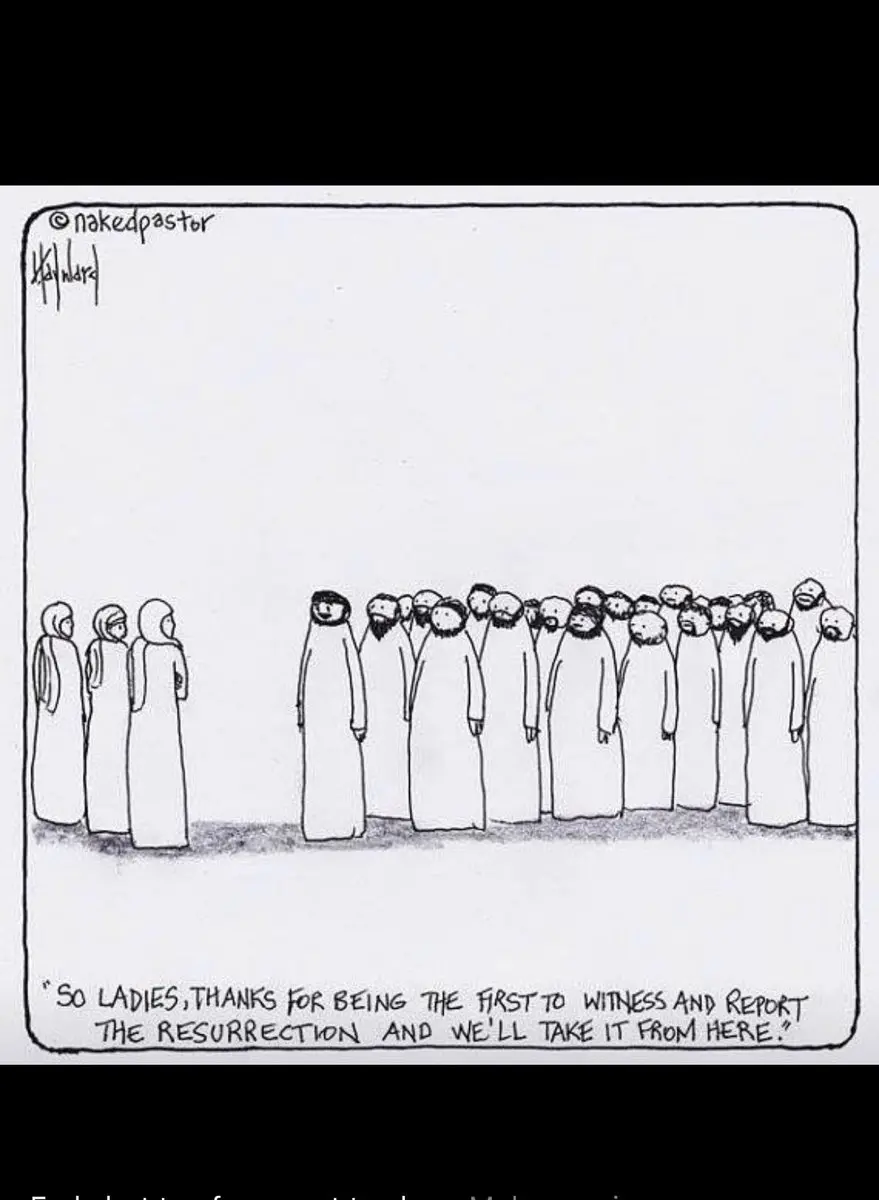 ©nakedpastor
"SO LADIES, THANKS FOR BEING THE FIRST TO WITNESS AND REPORT
THE RESURRECTION AND WE'LL TAKE IT FROM HERE."